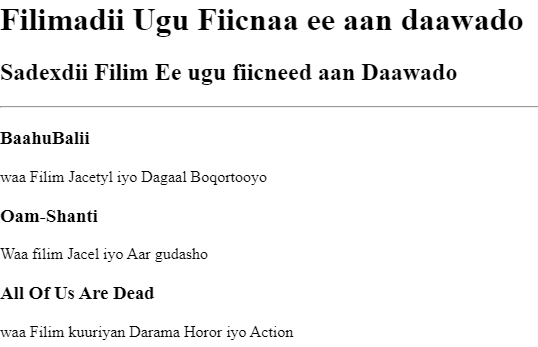 Filimadii Ugu Fiicnaa ee aan daawado
Sadexdii Filim Ee ugu fiicneed aan Daawado
BaahuBalii
waa Filim Jacetyl iyo Dagaal Boqortooyo
Oam-Shanti
Waa filim Jacel iyo Aar gudasho
All Of Us Are Dead
waa Filim kuuriyan Darama Horor iyo Action